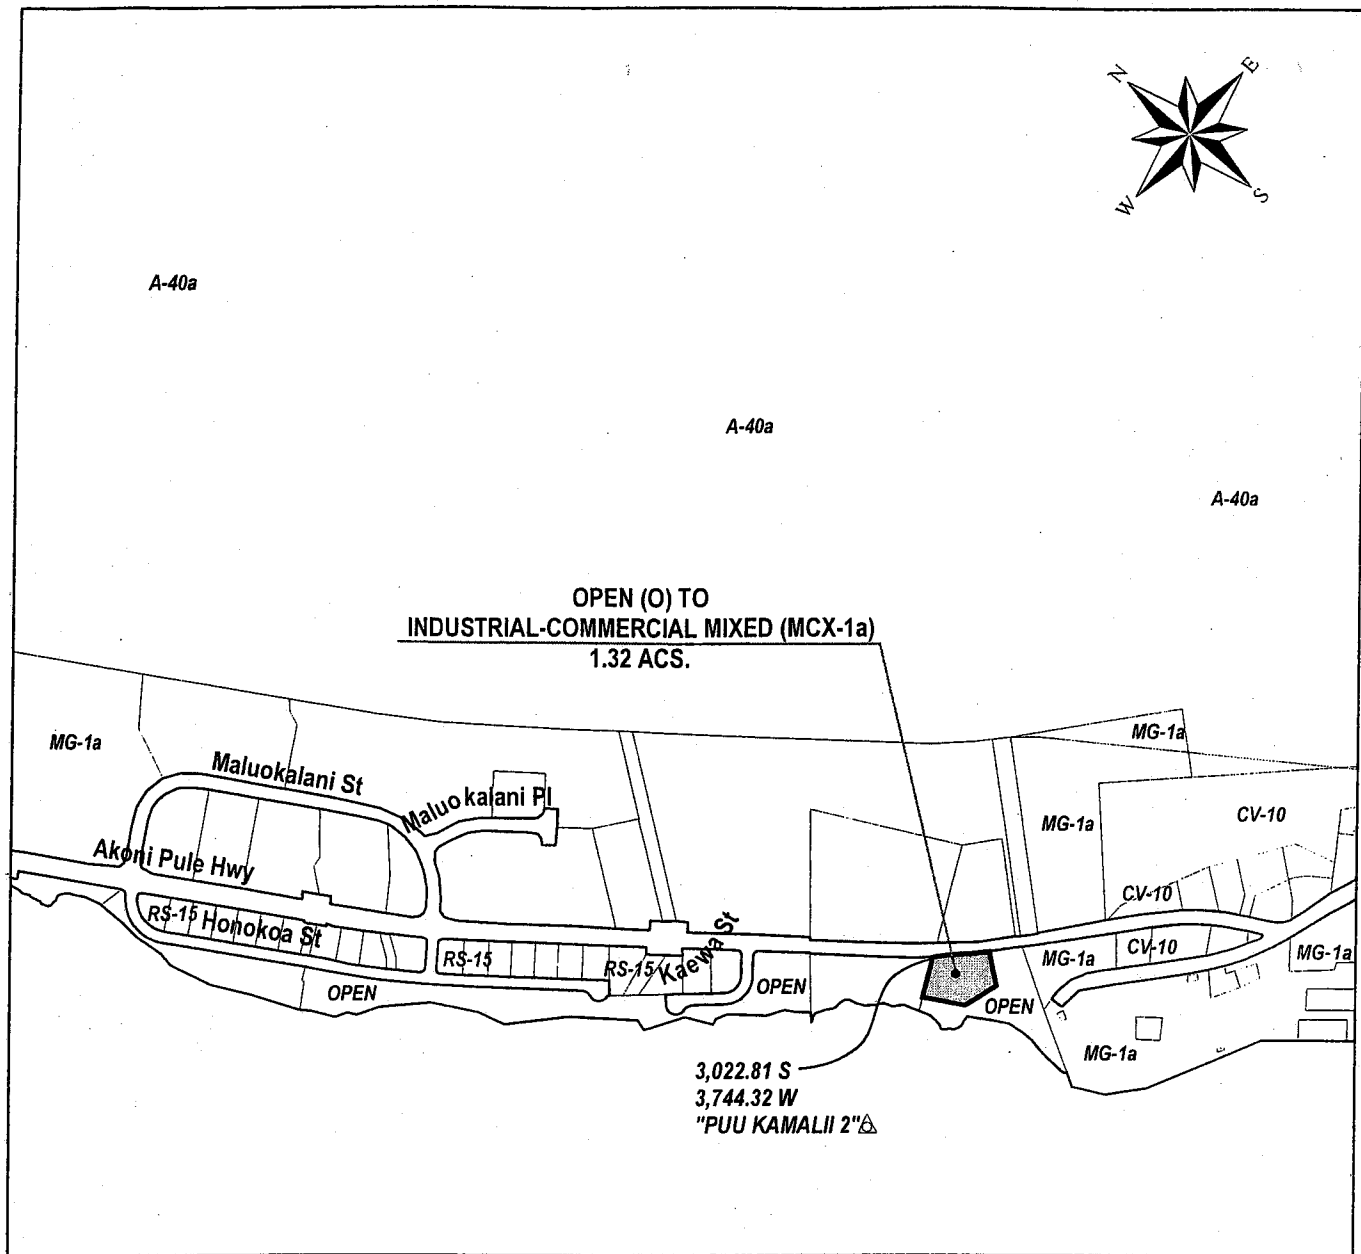 N
E
W
S
A-40a
A-40a
A-40a
OPEN (O) TO
INDUSTRIAL-COMMERCIAL MIXED (MCX-1a)
1.32 ACS.
MG-1a
MG-1a
Maluokalani St
Maluokalani Pl
MG-1a
CV-10
Akoni Pule Hwy
CV-10
RS-15
Honokoa St
RS-15
RS-15
Kaewa St
MG-1a
CV-10
MG-1a
OPEN
OPEN
OPEN
MG-1a
3,022.81 S
3,744.32 W
"PUU KAMALII 2"